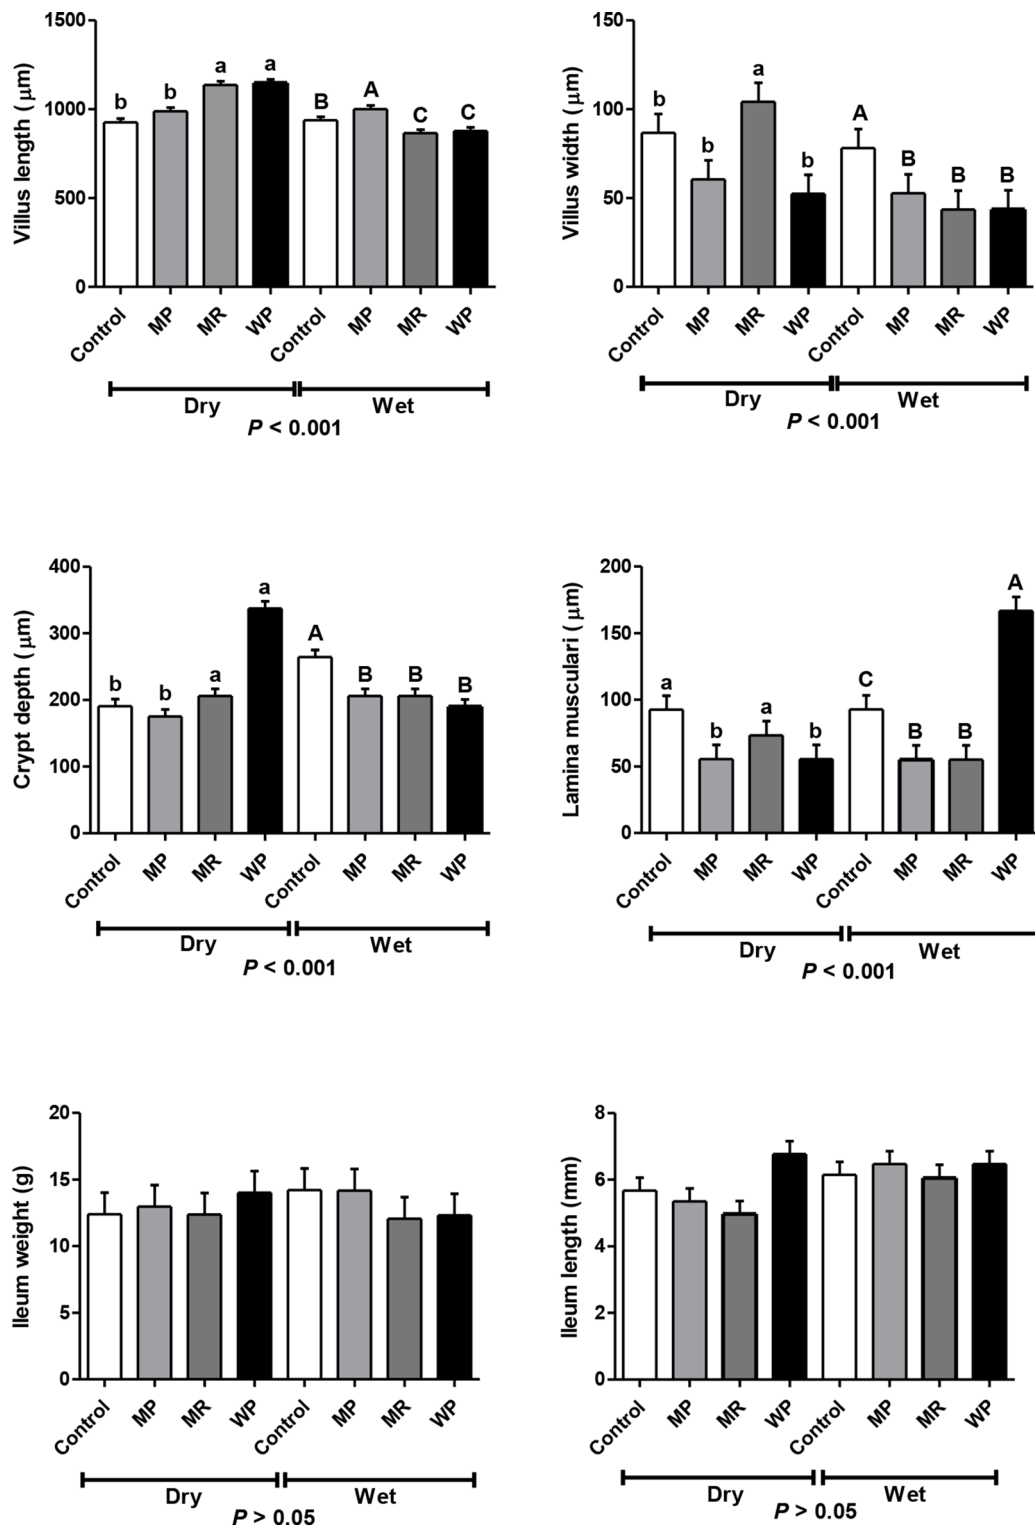 Villus length (μm)
1500
1000
500
0
b
b
a
a
B
A
C
C
Control
MP
MR
WP
Control
MP
MR
WP
Dry
Wet
P < 0.001
Villus width (μm)
150
100
50
0
b
b
a
b
A
B
B
B
Control
MP
MR
WP
Control
MP
MR
WP
Dry
Wet
P < 0.001
Crypt depth (μm)
400
300
200
100
0
b
b
a
a
A
B
B
B
Control
MP
MR
WP
Control
MP
MR
WP
Dry
Wet
P < 0.001
Lamina musculari (μm)
200
150
100
50
0
a
b
a
b
C
B
B
A
Control
MP
MR
WP
Control
MP
MR
WP
Dry
Wet
P < 0.001
Ileum weight (g)
20
15
10
5
0
Control
MP
MR
WP
Control
MP
MR
WP
Dry
Wet
P > 0.05
Ileum length (mm)
8
6
4
2
0
Control
MP
MR
WP
Control
MP
MR
WP
Dry
Wet
P > 0.05